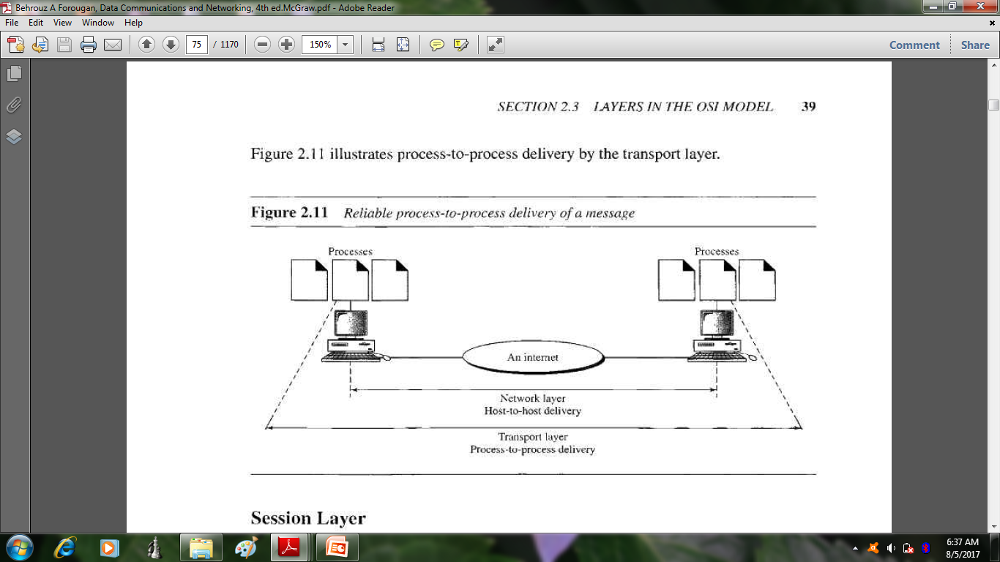 Behrouz A Forougan, Data Communications and Networking, 4th ed.McGraw.pdf - Adobe Reader
File Edit View Window Help
75 / 1170 150% Comment Share
SECTION 2.3 LAYERS IN THE OSI MODEL 39
Figure 2.11 illustrates process-to-process delivery by the transport layer.
Figure 2.11 Reliable process-to-process delivery of a message
Processes Processes
An internet
Network layer
Host-to-host delivery
Transport layer
Process-to-process delivery
Session Layer
6:37 AM
8/5/2017